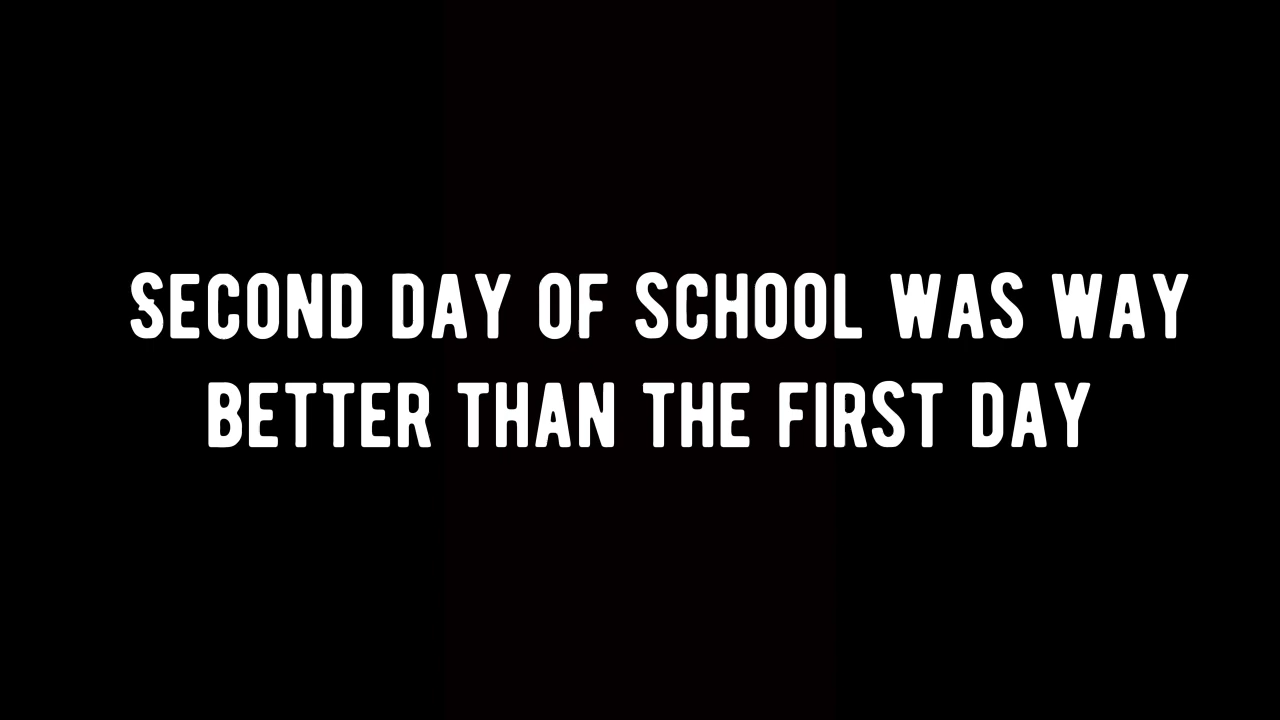 SECOND DAY OF SCHOOL WAS WAY
BETTER THAN THE FIRST DAY